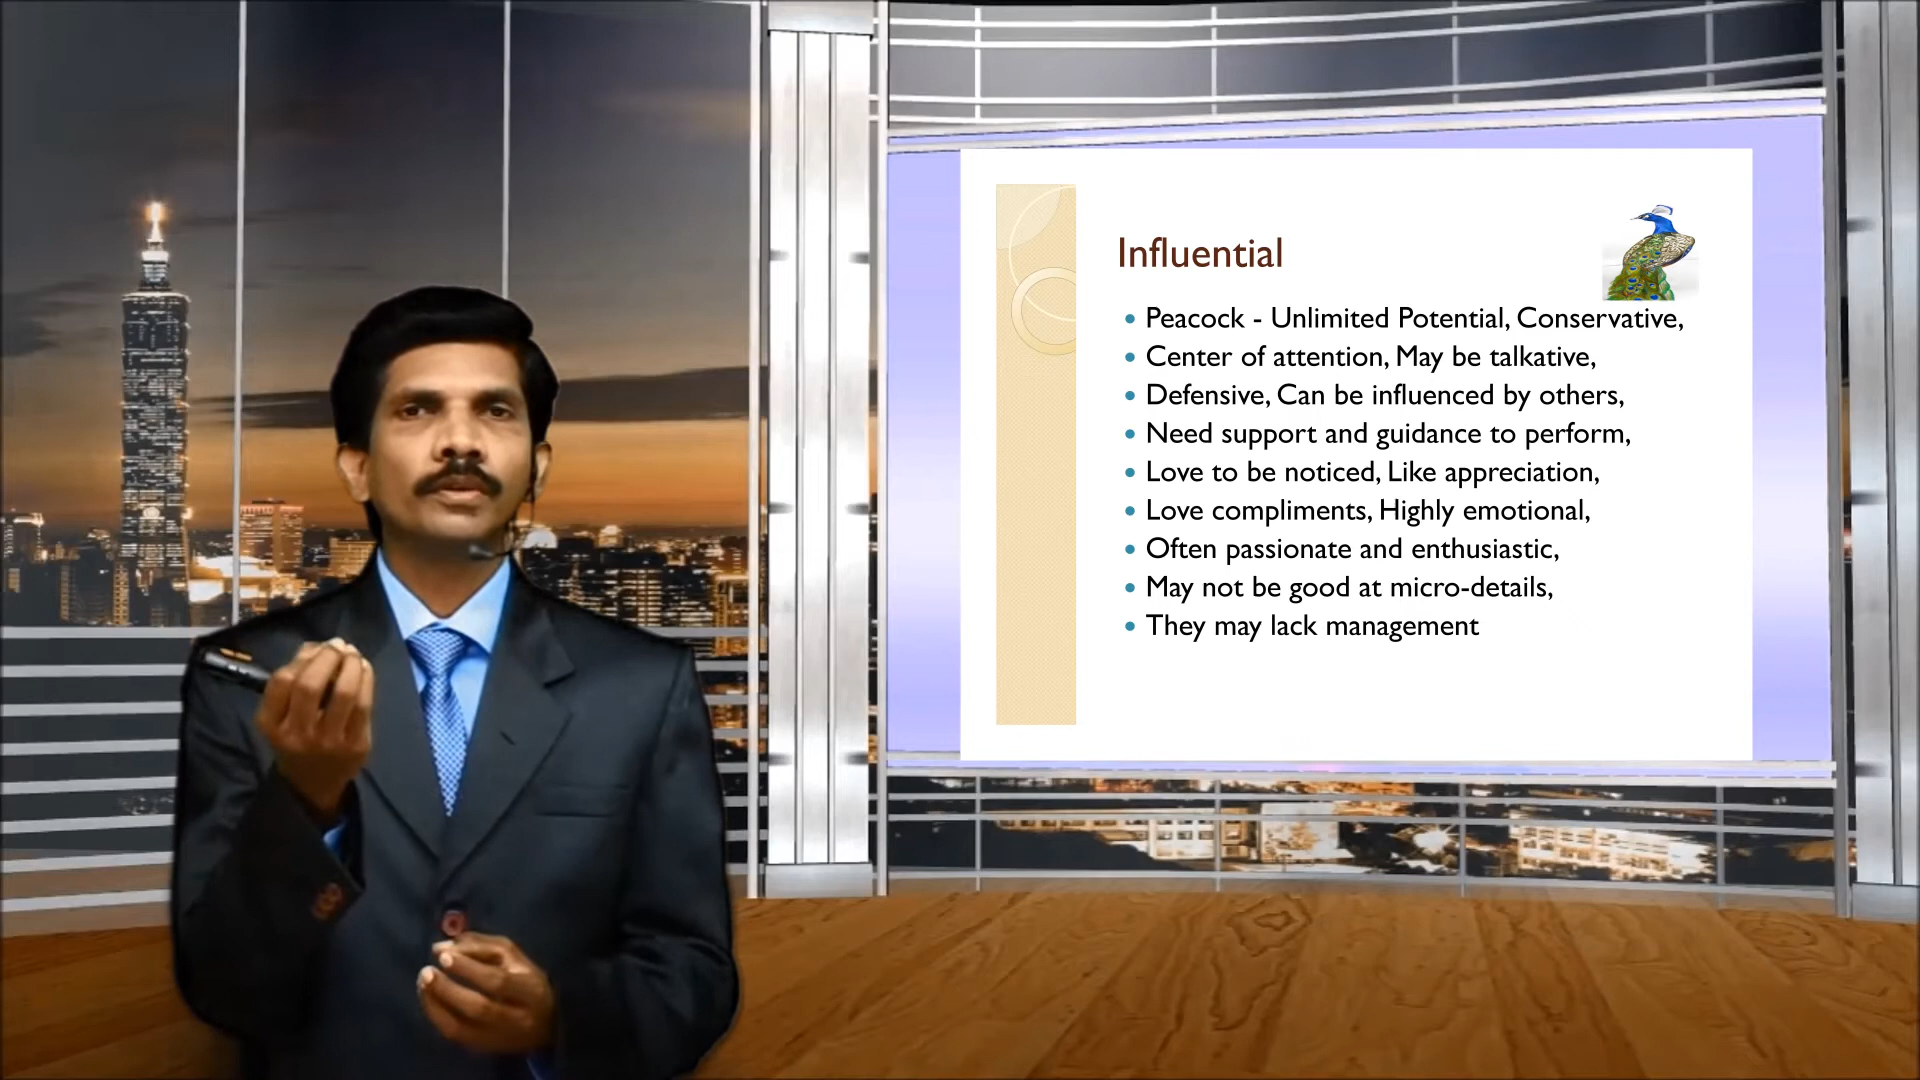 Influential
Peacock - Unlimited Potential, Conservative,
Center of attention, May be talkative,
Defensive, Can be influenced by others,
Need support and guidance to perform,
Love to be noticed, Like appreciation,
Love compliments, Highly emotional,
Often passionate and enthusiastic,
May not be good at micro-details,
They may lack management